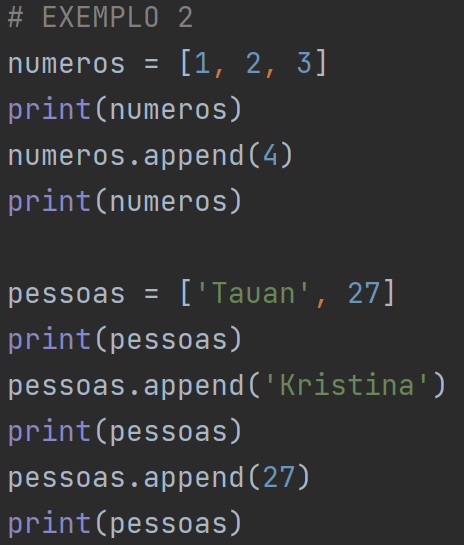 # EXEMPLO 2
numeros = [1, 2, 3]
print(numeros)
numeros.append(4)
print(numeros)
pessoas = ['Tauan', 27]
print(pessoas)
pessoas.append('Kristina')
print(pessoas)
pessoas.append(27)
print(pessoas)